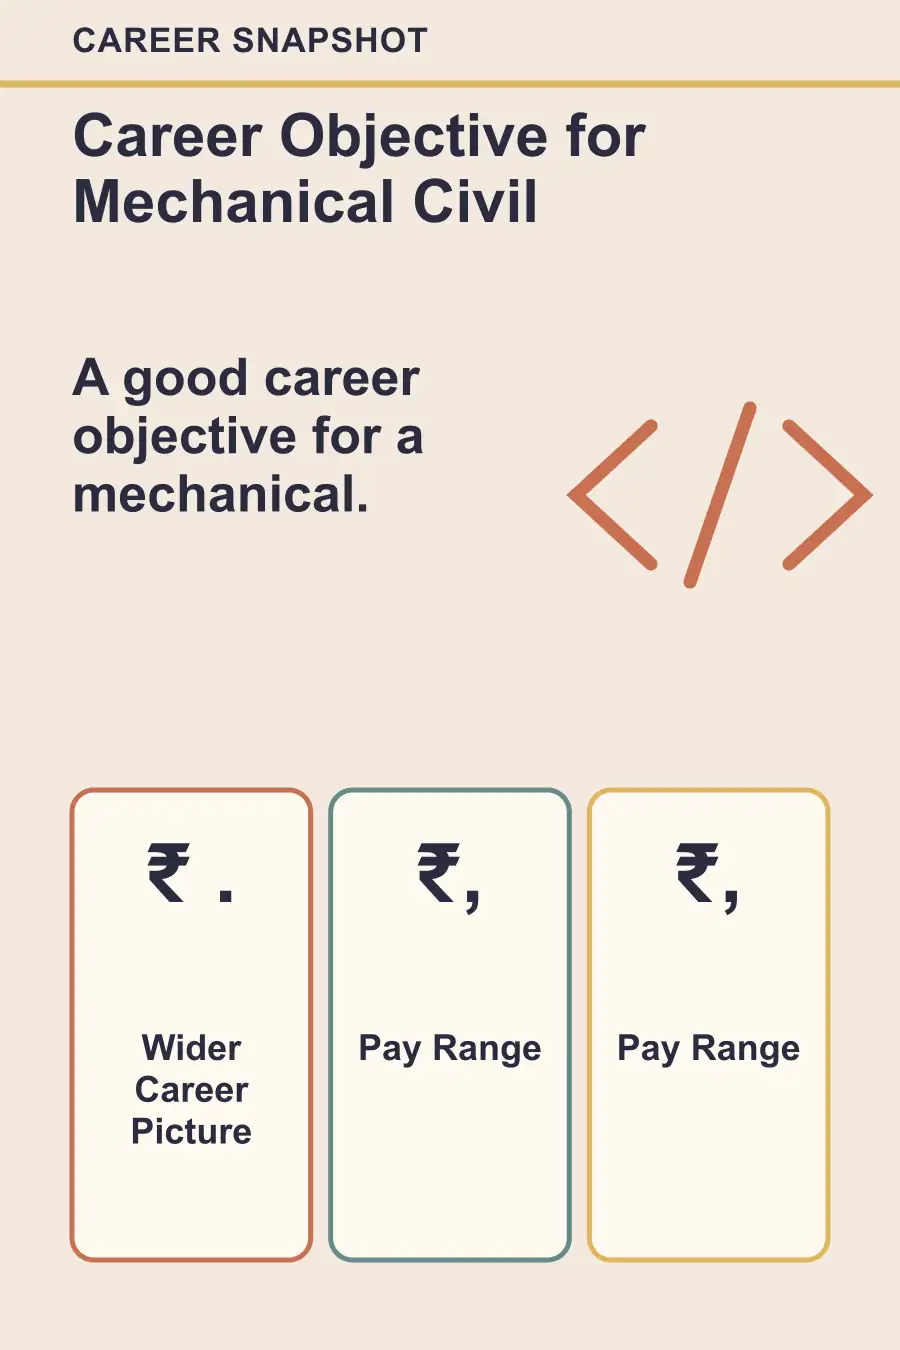 CAREER SNAPSHOT
Career Objective for
Mechanical Civil
A good career
objective for a
mechanical.
</>
₹ .
Wider
Career
Picture
₹,
Pay Range
₹,
Pay Range